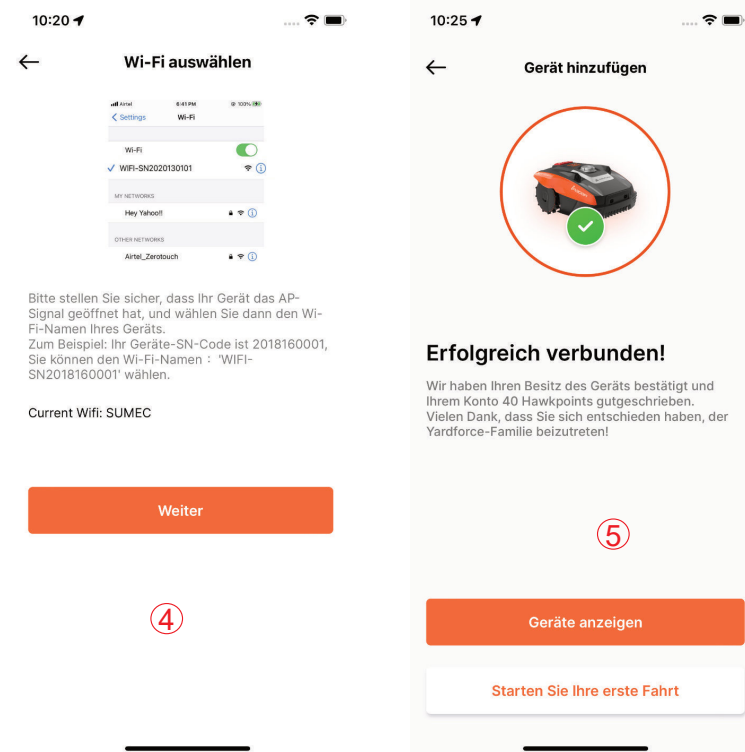 10:20
Wi-Fi auswählen
Airtel 6:41 PM 100%
Settings Wi-Fi
Wi-Fi
WIFI-SN2020130101
MY NETWORKS
Hey Yahoo!!
OTHER NETWORKS
Airtel_Zerotouch
Bitte stellen Sie sicher, dass Ihr Gerät das AP-
Signal geöffnet hat, und wählen Sie dann den Wi-
Fi-Namen Ihres Geräts.
Zum Beispiel: Ihr Geräte-SN-Code ist 2018160001,
Sie können den Wi-Fi-Namen： 'WIFI-
SN2018160001' wählen.
Current Wifi: SUMEC
Weiter
④
10:25
Gerät hinzufügen
Erfolgreich verbunden!
Wir haben Ihren Besitz des Geräts bestätigt und
Ihrem Konto 40 Hawkpoints gutgeschrieben.
Vielen Dank, dass Sie sich entschieden haben, der
Yardforce-Familie beizutreten!
⑤
Geräte anzeigen
Starten Sie Ihre erste Fahrt